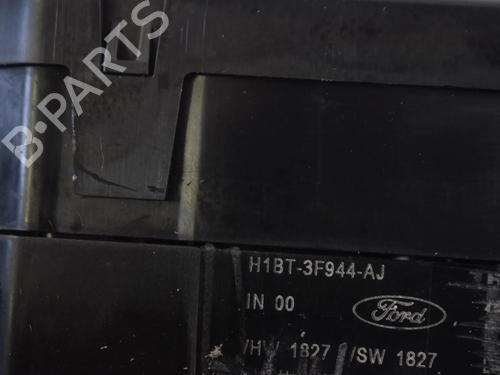 B-Parts
H1BT-3F944-AJ
IN 00
Ford
/HW 1827 /SW 1827